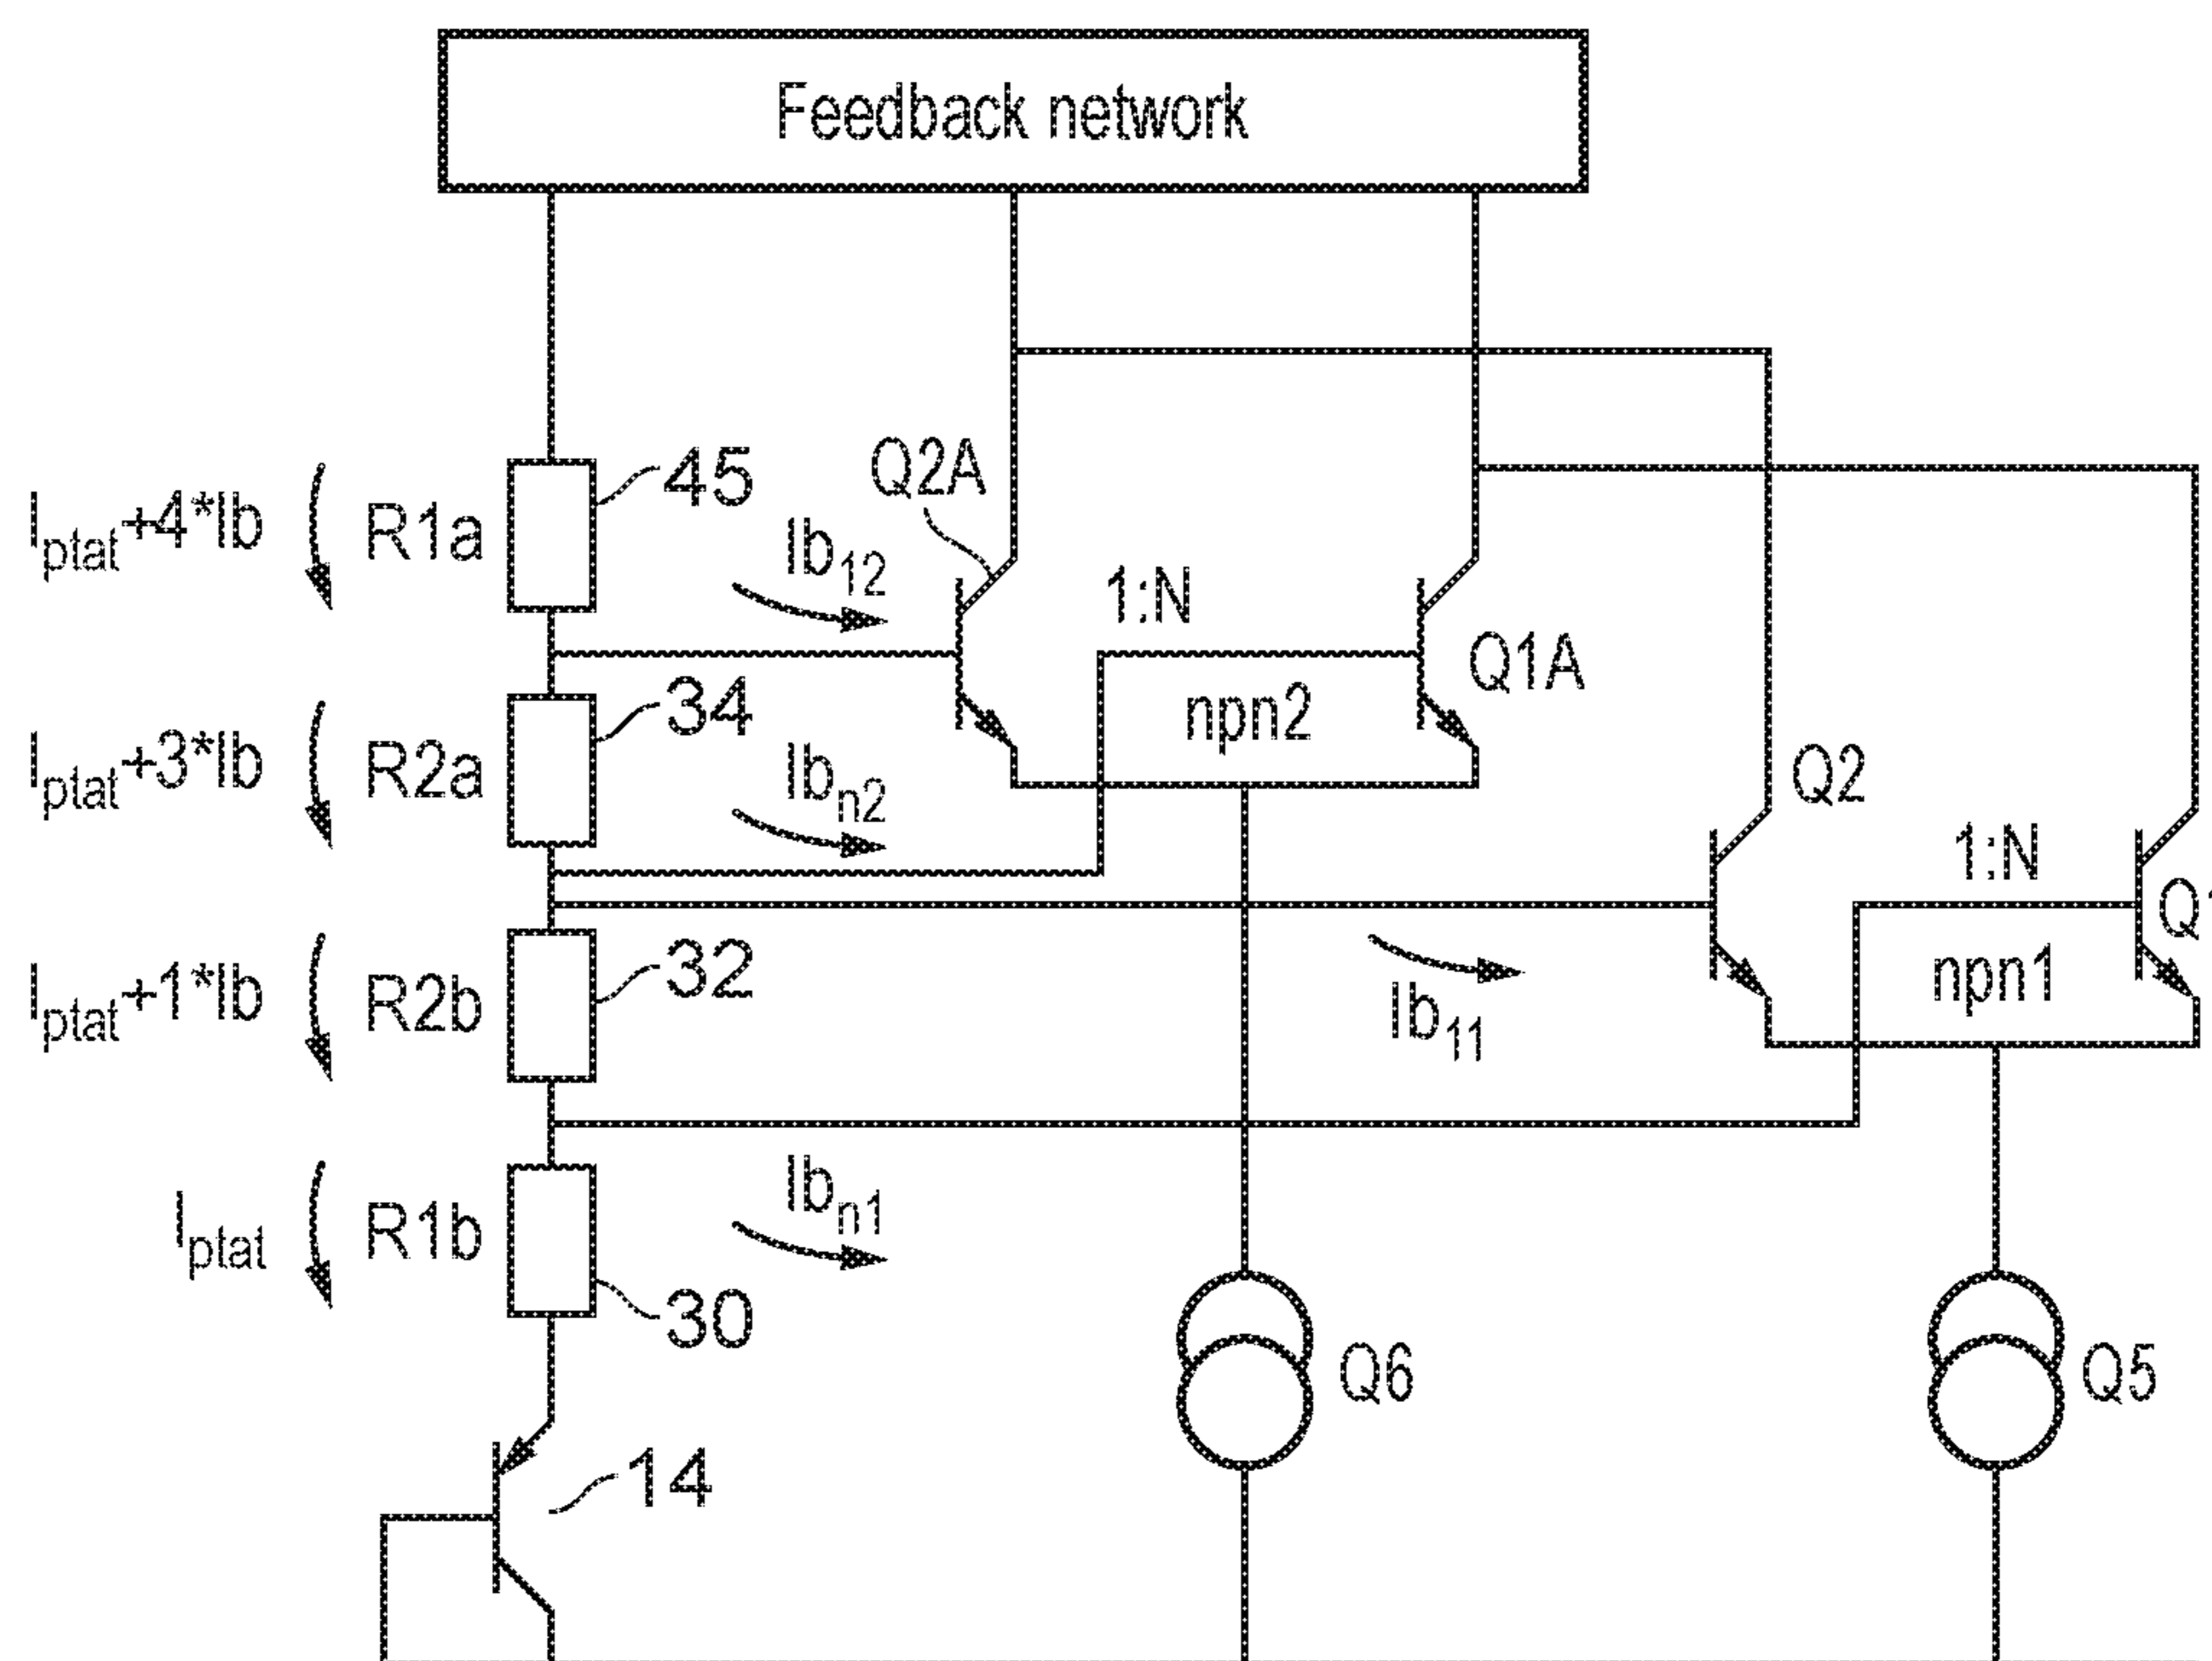 Feedback network
Iptat+4*Ib
R1a
45
Ib12
Q2A
1:N
Q1A
npn2
Iptat+3*Ib
R2a
34
Ibn2
Q2
1:N
Q1
npn1
Iptat+1*Ib
R2b
32
Ib11
Iptat
R1b
30
Ibn1
Q6
Q5
14